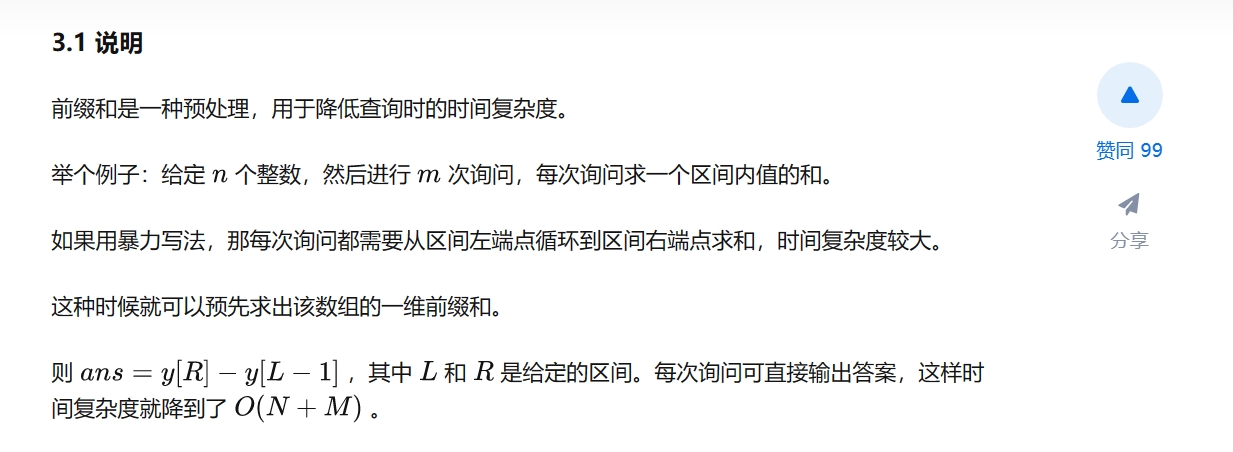 3.1 说明
前缀和是一种预处理，用于降低查询时的时间复杂度。
举个例子：给定 n 个整数，然后进行 m 次询问，每次询问求一个区间内值的和。
如果用暴力写法，那每次询问都需要从区间左端点循环到区间右端点求和，时间复杂度较大。
这种时候就可以预先求出该数组的一维前缀和。
则 ans = y[R] − y[L − 1] ，其中 L 和 R 是给定的区间。每次询问可直接输出答案，这样时
间复杂度就降到了 O(N + M) 。
赞同 99
分享